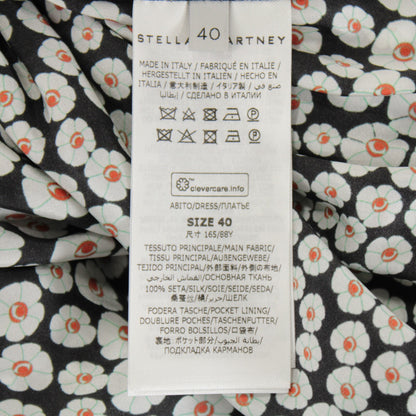 40
STELLA McCARTNEY
MADE IN ITALY / FABRIQUÉ EN ITALIE /
HERGESTELLT IN ITALIEN / HECHO EN
ITALIA / 意大利制造 / イタリア製 / صنع في
إيطاليا / СДЕЛАНО В ИТАЛИИ
clevercare.info
ABITO/DRESS/ПЛАТЬЕ
SIZE 40
尺寸 165/88Y
TESSUTO PRINCIPALE/MAIN FABRIC/
TISSU PRINCIPAL/AUßENGEWEBE/
TEJIDO PRINCIPAL/外部面料/外側の布地/
القماش الخارجي/ОСНОВНАЯ ТКАНЬ
100% SETA/SILK/SOIE/SEIDE/SEDA/
桑蚕丝/絹/حرير/ШЕЛК
FODERA TASCHE/POCKET LINING/
DOUBLURE POCHES/TASCHENFUTTER/
FORRO BOLSILLOS/口袋布/
裏地 ポケット部分/بطانة الجيوب/
ПОДКЛАДКА КАРМАНОВ